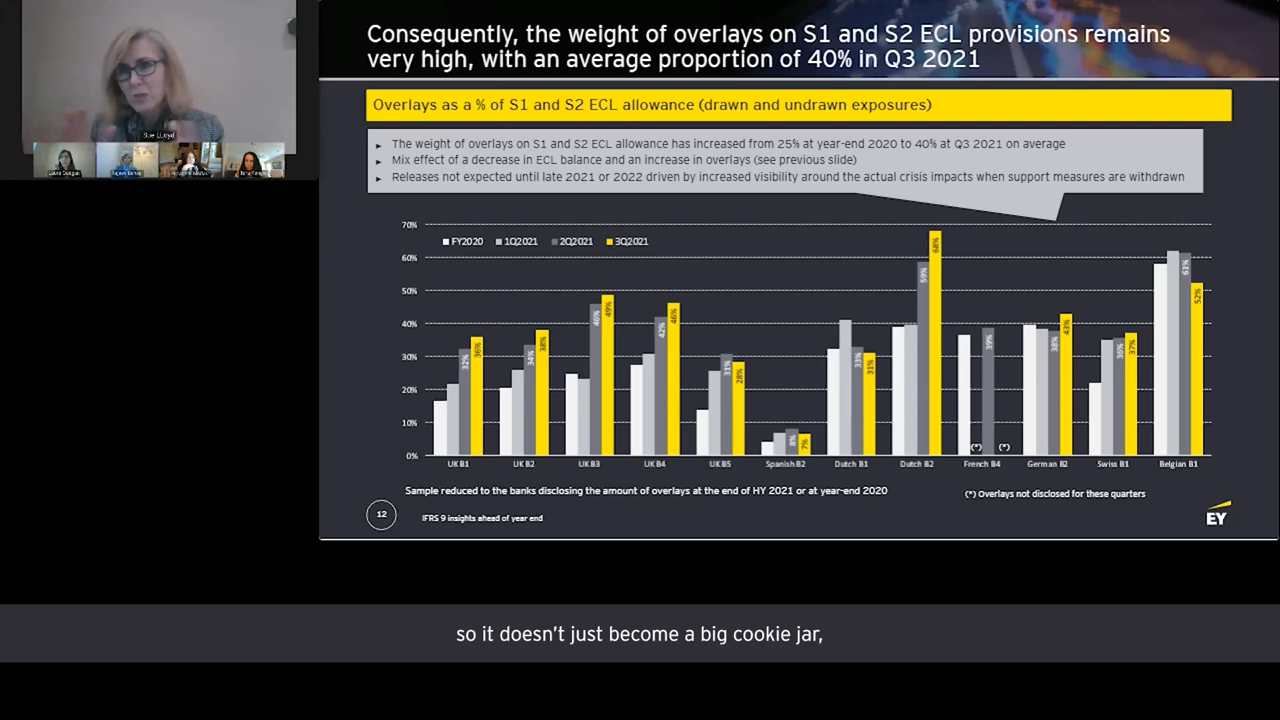 Consequently, the weight of overlays on S1 and S2 ECL provisions remains
very high, with an average proportion of 40% in Q3 2021
Overlays as a % of S1 and S2 ECL allowance (drawn and undrawn exposures)
► The weight of overlays on S1 and S2 ECL allowance has increased from 25% at year-end 2020 to 40% at Q3 2021 on average
► Mix effect of a decrease in ECL balance and an increase in overlays (see previous slide)
► Releases not expected until late 2021 or 2022 driven by increased visibility around the actual crisis impacts when support measures are withdrawn
Sue LLoyd
70%
60%
50%
40%
30%
20%
10%
0%
FY2020 1Q2021 2Q2021 3Q2021
32% 36% 34% 38% 46% 49% 42% 46% 31% 28% 8% 7% 33% 31% 59% 68% (*) 39% (*) 38% 43% 36% 37% 61% 52%
UK B1 UK B2 UK B3 UK B4 UK B5 Spanish B2 Dutch B1 Dutch B2 French B4 German B2 Swiss B1 Belgian B1
Sample reduced to the banks disclosing the amount of overlays at the end of HY 2021 or at year-end 2020
(*) Overlays not disclosed for these quarters
12
IFRS 9 insights ahead of year end
EY
so it doesn't just become a big cookie jar,